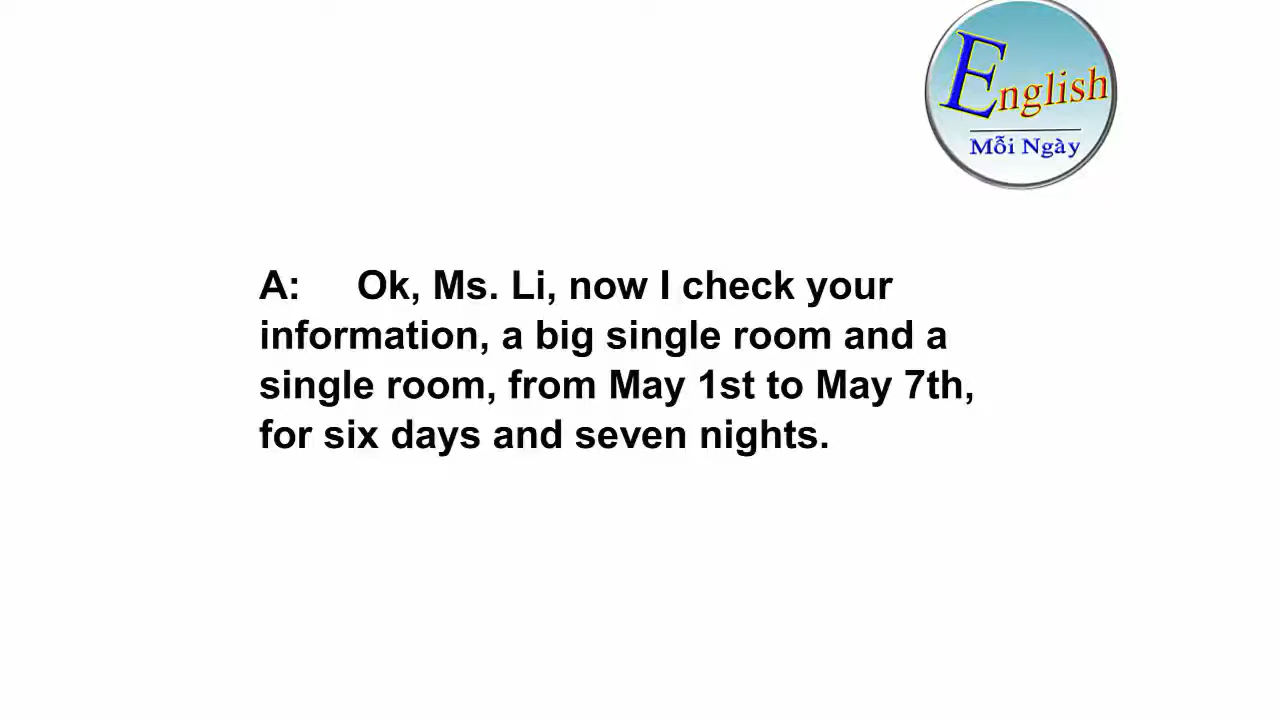 English
Mỗi Ngày
A: Ok, Ms. Li, now I check your
information, a big single room and a
single room, from May 1st to May 7th,
for six days and seven nights.